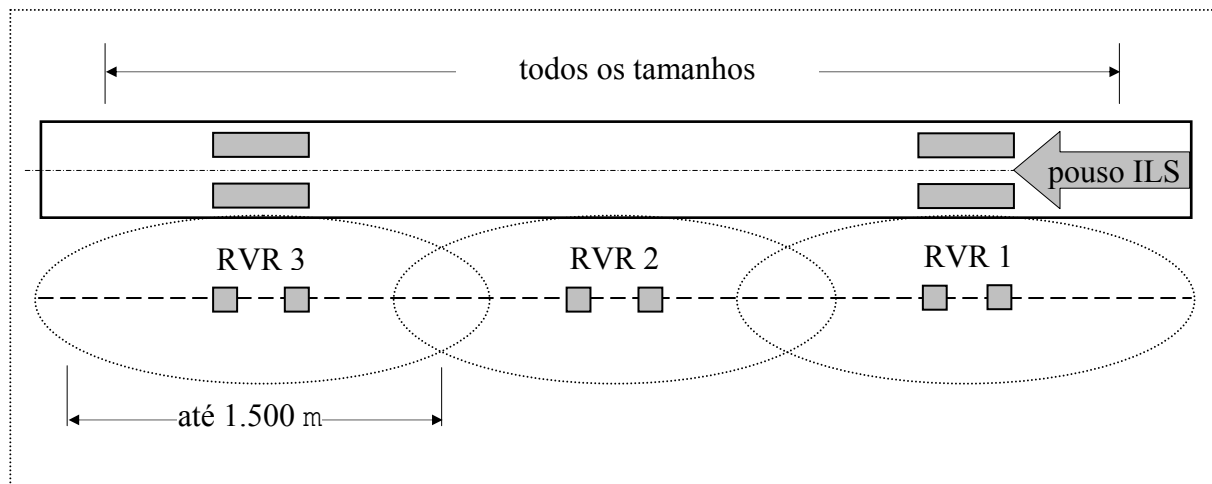 todos os tamanhos
pouso ILS
RVR 3
RVR 2
RVR 1
até 1.500 m